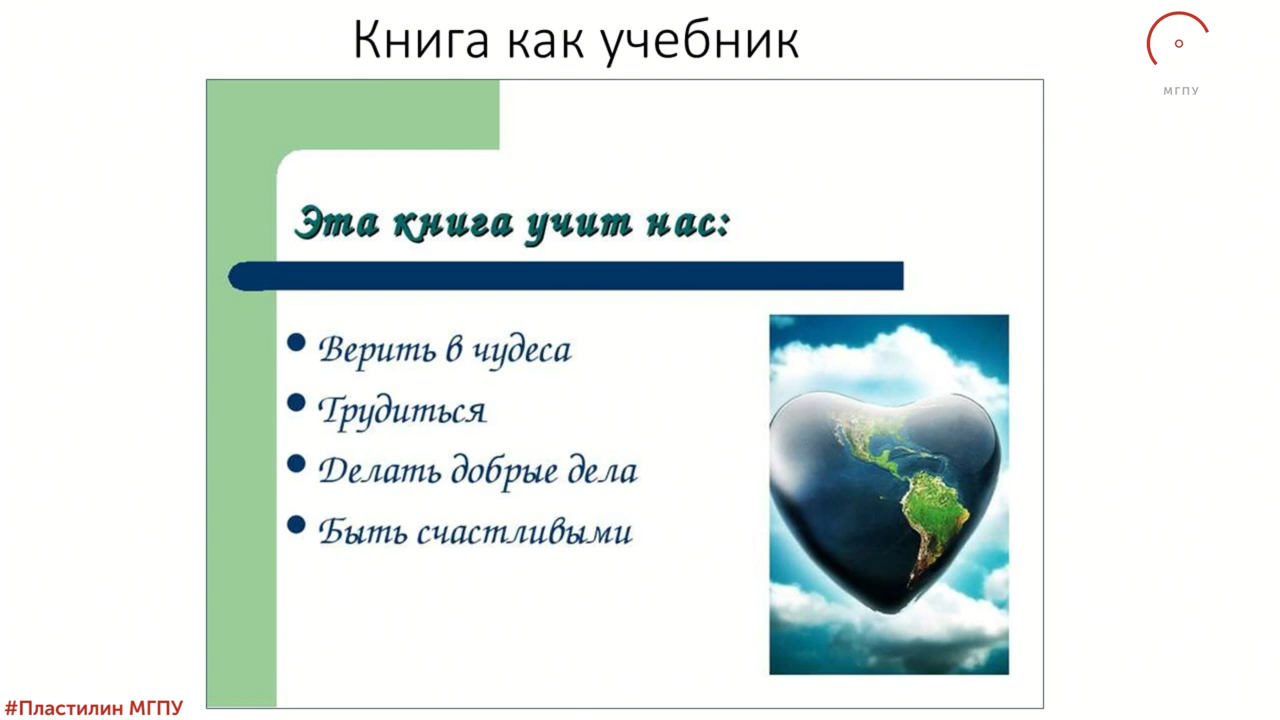 Книга как учебник
МГПУ
Эта книга учит нас:
Верить в чудеса
Трудиться
Делать добрые дела
Быть счастливыми
#Пластилин МГПУ